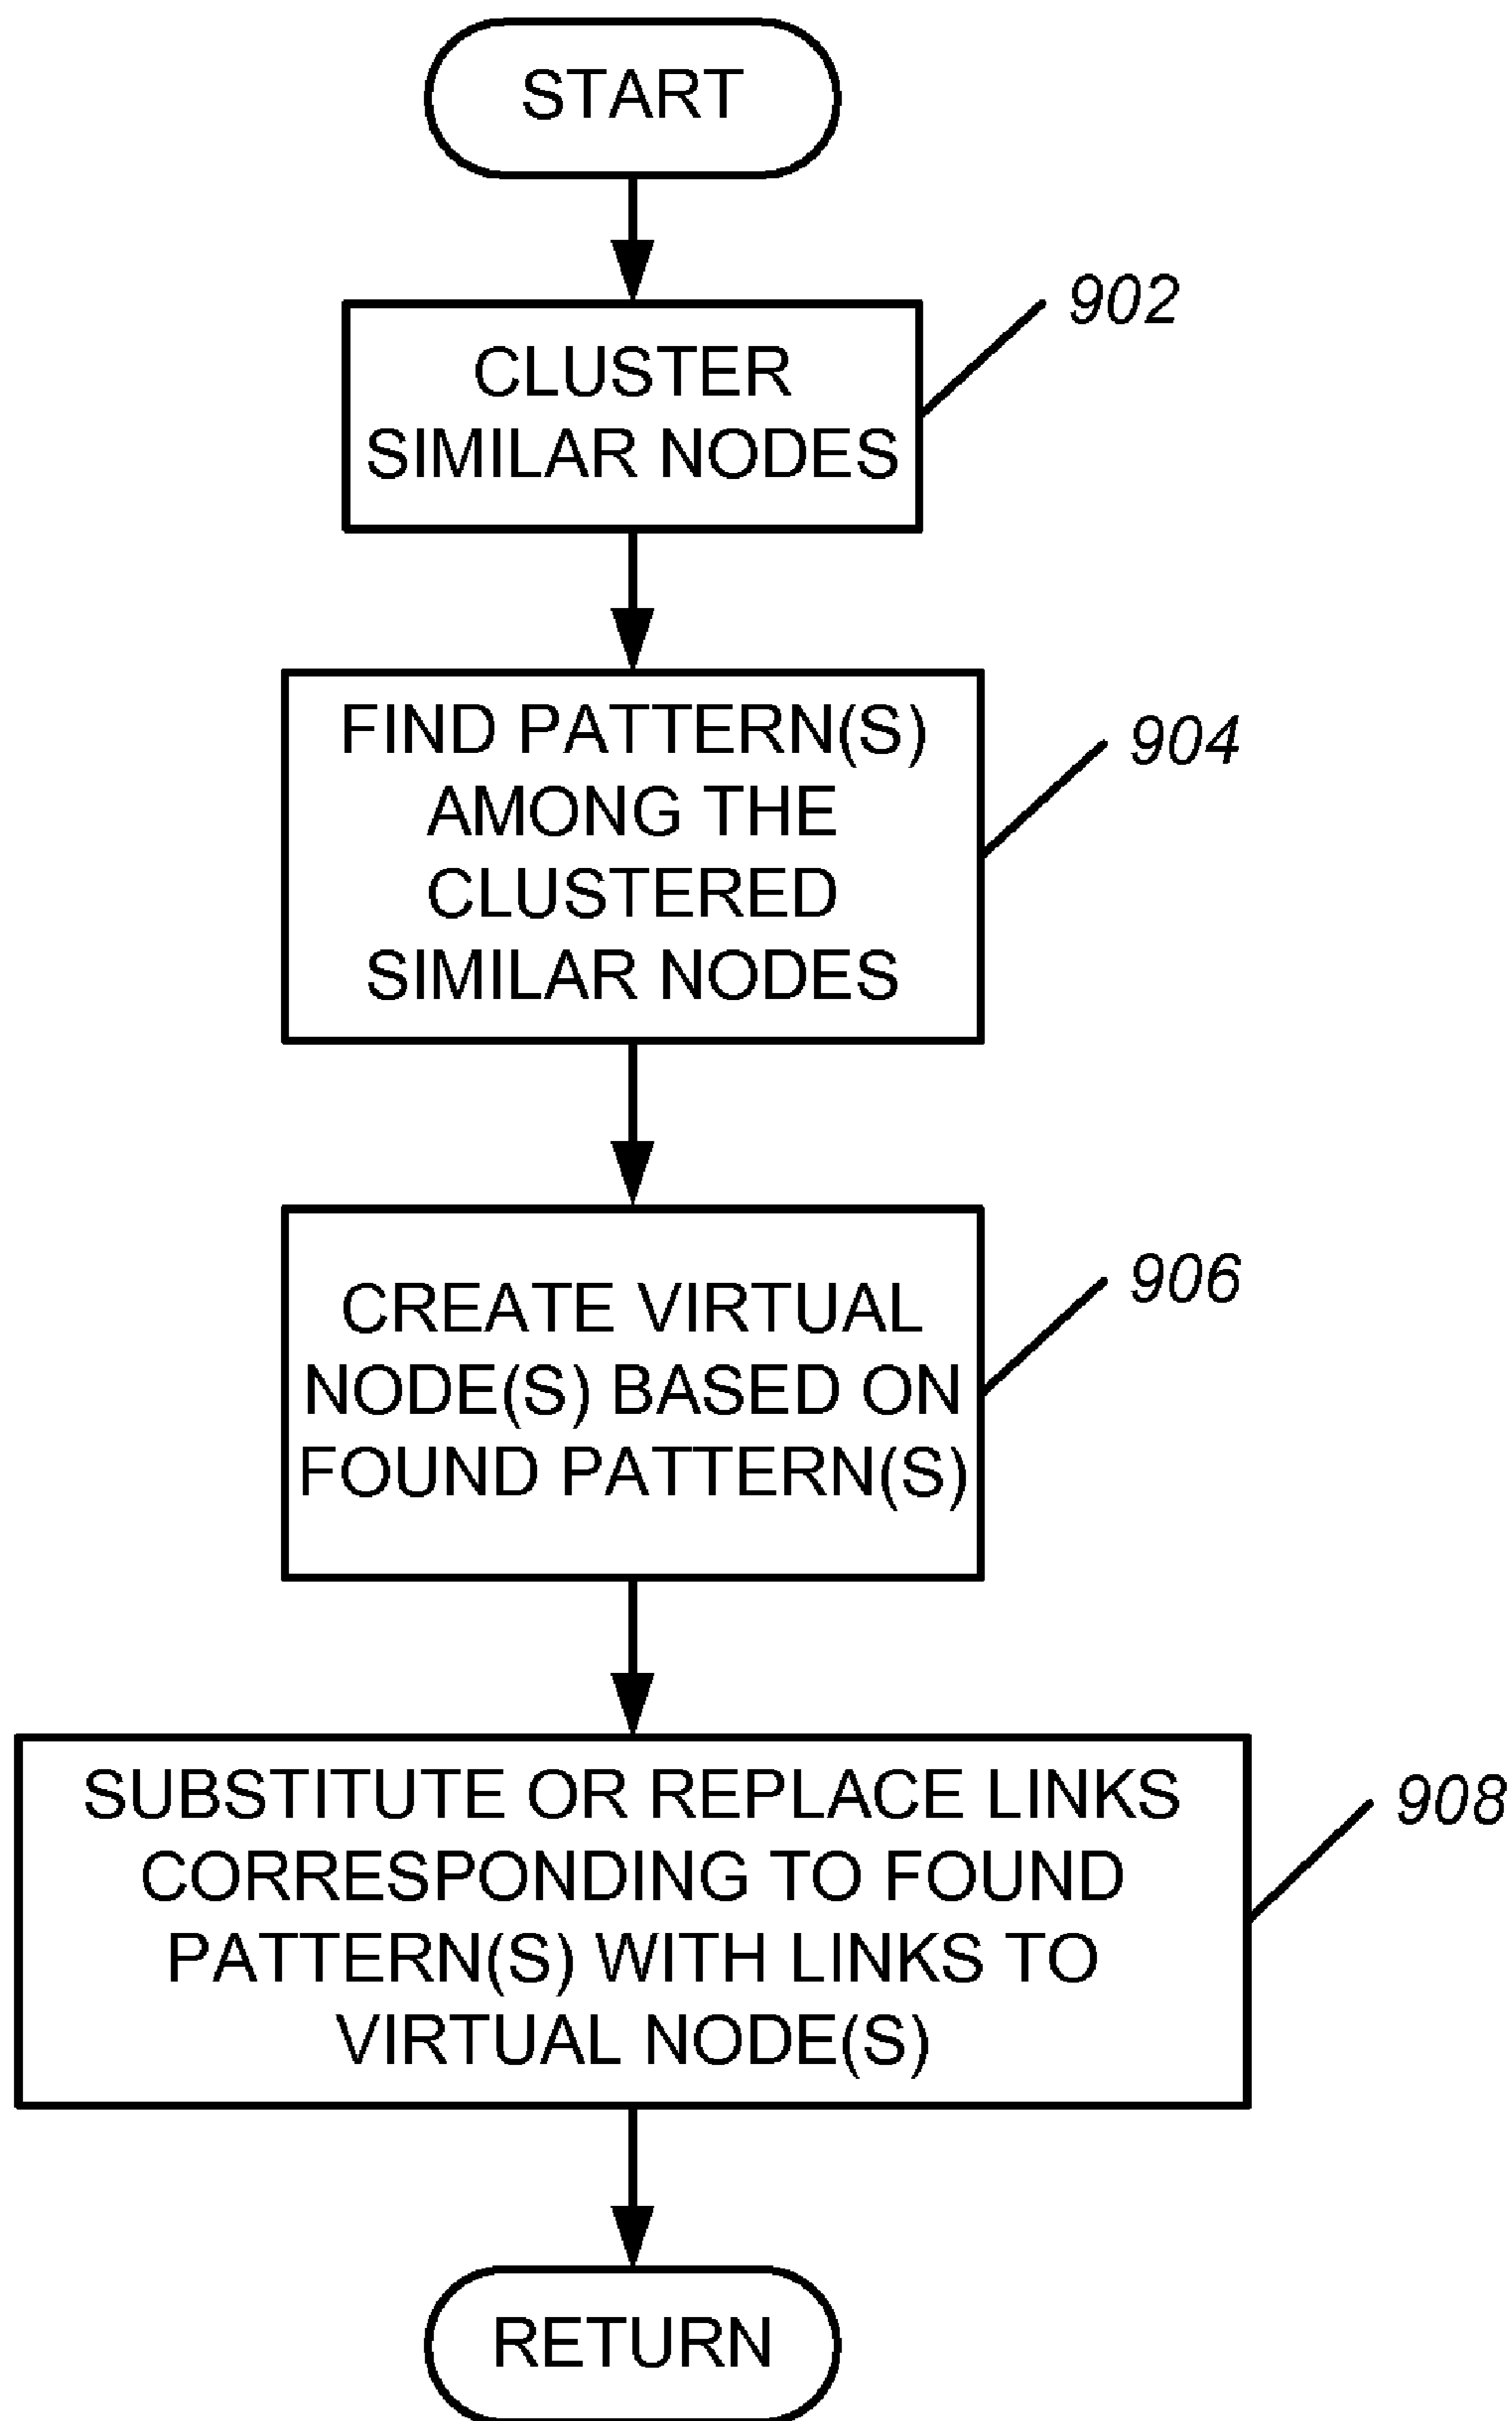 START
902
CLUSTER
SIMILAR NODES
904
FIND PATTERN(S)
AMONG THE
CLUSTERED
SIMILAR NODES
906
CREATE VIRTUAL
NODE(S) BASED ON
FOUND PATTERN(S)
908
SUBSTITUTE OR REPLACE LINKS
CORRESPONDING TO FOUND
PATTERN(S) WITH LINKS TO
VIRTUAL NODE(S)
RETURN